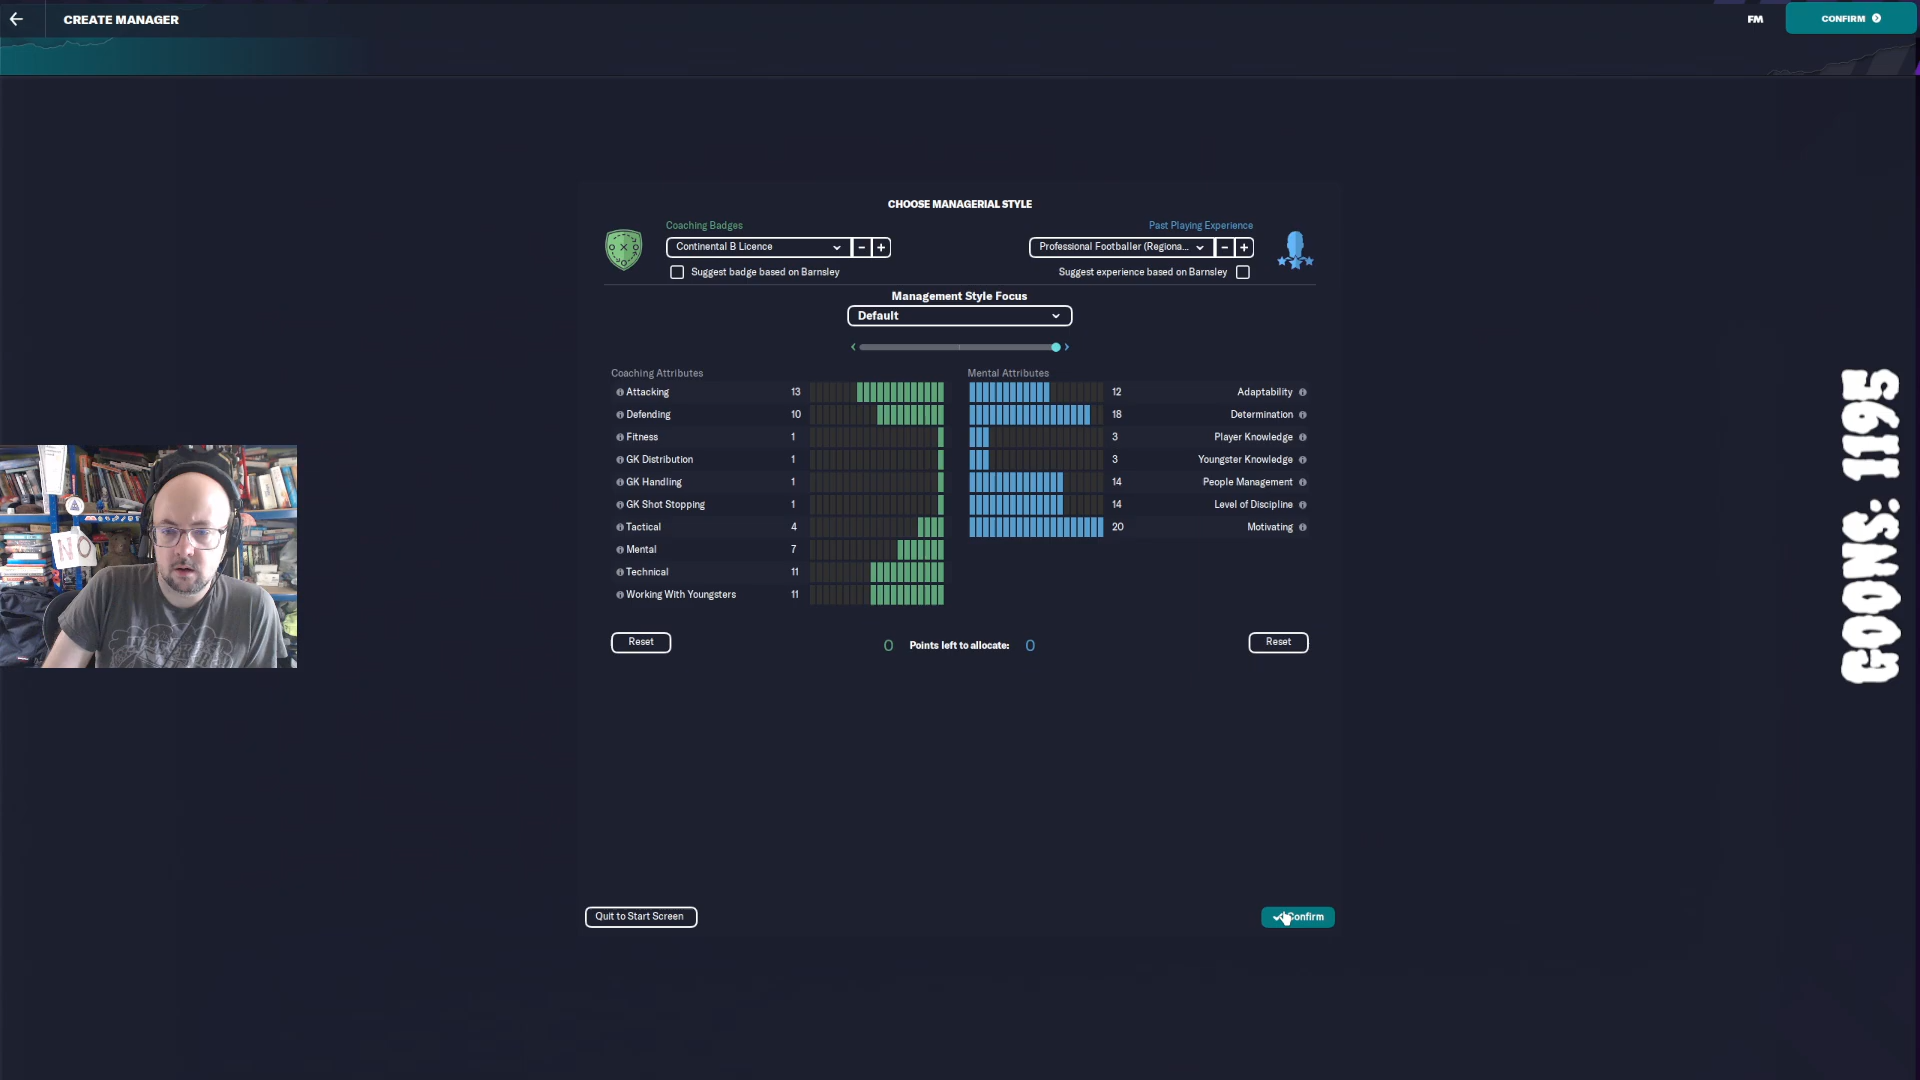 CREATE MANAGER
FM
CONFIRM
CHOOSE MANAGERIAL STYLE
Coaching Badges
Past Playing Experience
Continental B Licence
- +
Professional Footballer (Regiona...
- +
Suggest badge based on Barnsley
Suggest experience based on Barnsley
Management Style Focus
Default
Coaching Attributes
Mental Attributes
Attacking 13
12 Adaptability
Defending 10
18 Determination
Fitness 1
3 Player Knowledge
GK Distribution 1
3 Youngster Knowledge
GK Handling 1
14 People Management
GK Shot Stopping 1
14 Level of Discipline
Tactical 4
20 Motivating
Mental 7
Technical 11
Working With Youngsters 11
Reset
0 Points left to allocate: 0
Reset
Quit to Start Screen
Confirm
NO
GOONS: 1195